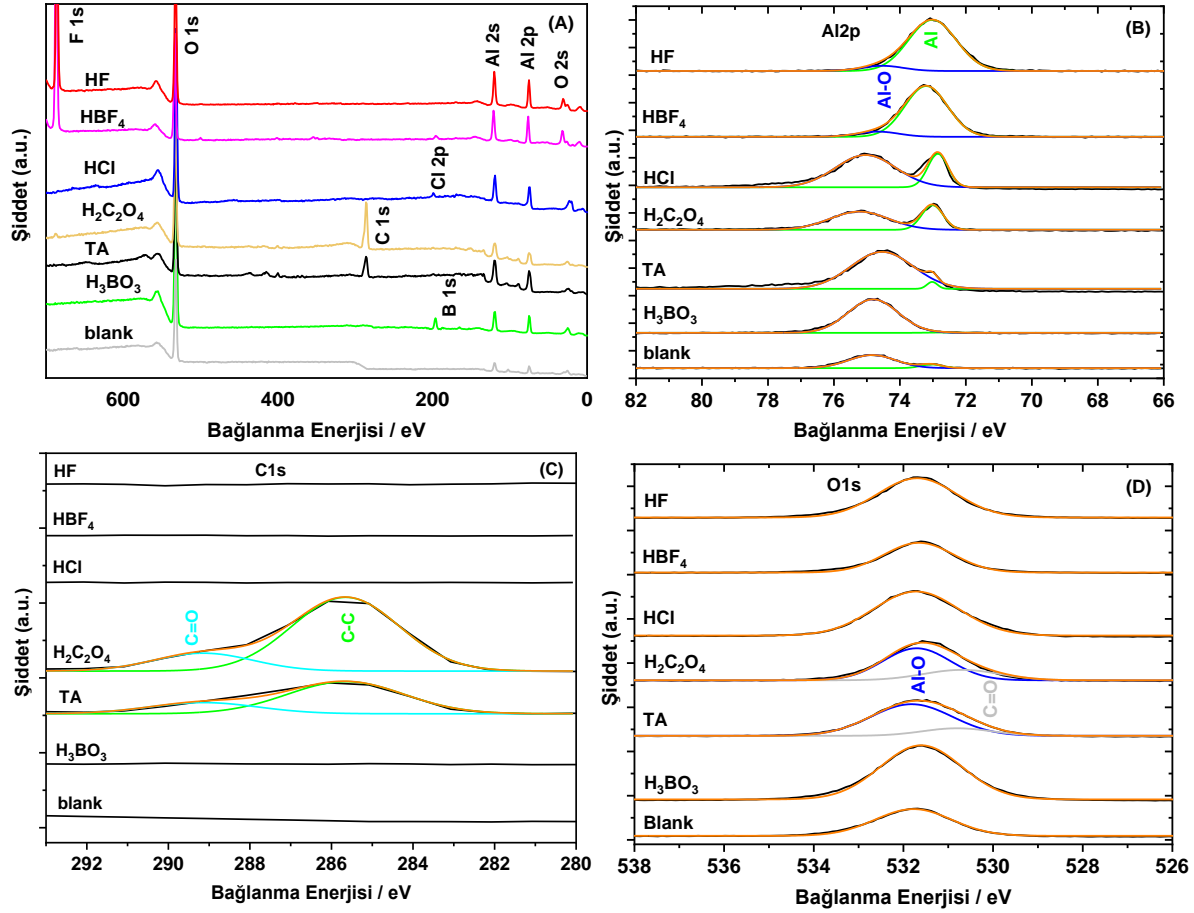 (A)
F 1s
O 1s
Al 2s
Al 2p
O 2s
HF
HBF₄
HCl
Cl 2p
H₂C₂O₄
C 1s
TA
H₃BO₃
B 1s
blank
Şiddet (a.u.)
600 400 200 0
Bağlanma Enerjisi / eV
(B)
Al2p
Al
HF
Al-O
HBF₄
HCl
H₂C₂O₄
TA
H₃BO₃
blank
Şiddet (a.u.)
82 80 78 76 74 72 70 68 66
Bağlanma Enerjisi / eV
(C)
C1s
HF
HBF₄
HCl
C=O
C-C
H₂C₂O₄
TA
H₃BO₃
blank
Şiddet (a.u.)
292 290 288 286 284 282 280
Bağlanma Enerjisi / eV
(D)
O1s
HF
HBF₄
HCl
H₂C₂O₄
Al-O
C=O
TA
H₃BO₃
Blank
Şiddet (a.u.)
538 536 534 532 530 528 526
Bağlanma Enerjisi / eV